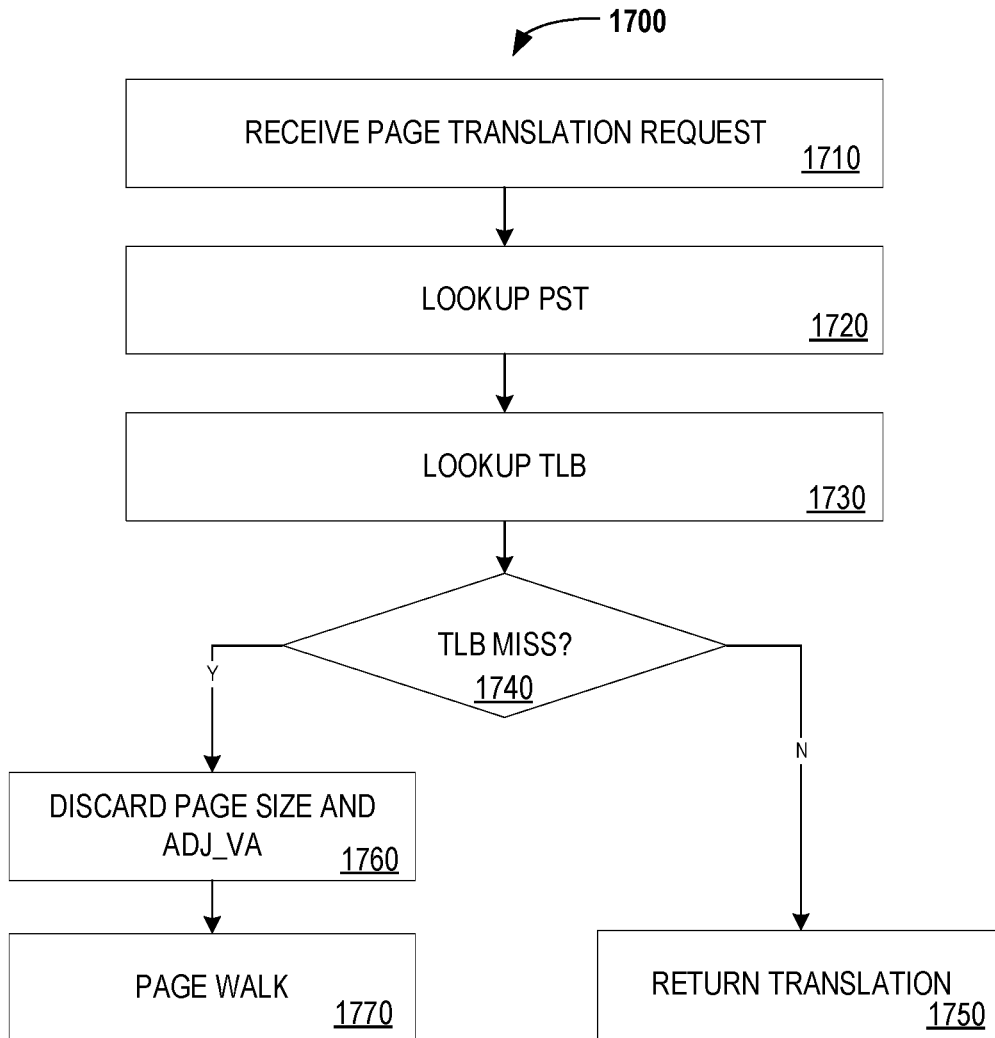 1700
RECEIVE PAGE TRANSLATION REQUEST
1710
LOOKUP PST
1720
LOOKUP TLB
1730
TLB MISS?
1740
Y
N
DISCARD PAGE SIZE AND
ADJ_VA
1760
PAGE WALK
1770
RETURN TRANSLATION
1750